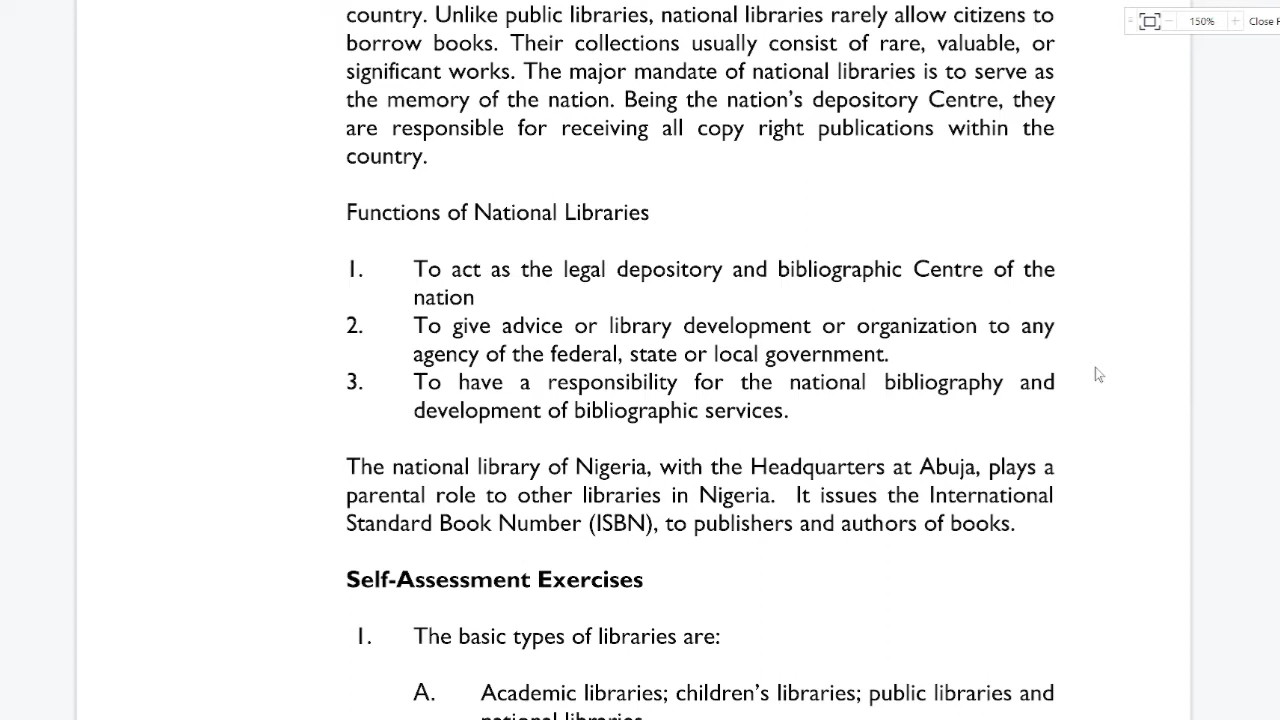 country. Unlike public libraries, national libraries rarely allow citizens to
150%
Close
borrow books. Their collections usually consist of rare, valuable, or
significant works. The major mandate of national libraries is to serve as
the memory of the nation. Being the nation's depository Centre, they
are responsible for receiving all copy right publications within the
country.
Functions of National Libraries
1. To act as the legal depository and bibliographic Centre of the
nation
2. To give advice or library development or organization to any
agency of the federal, state or local government.
3. To have a responsibility for the national bibliography and
development of bibliographic services.
The national library of Nigeria, with the Headquarters at Abuja, plays a
parental role to other libraries in Nigeria. It issues the International
Standard Book Number (ISBN), to publishers and authors of books.
Self-Assessment Exercises
1. The basic types of libraries are:
A. Academic libraries; children's libraries; public libraries and
national libraries